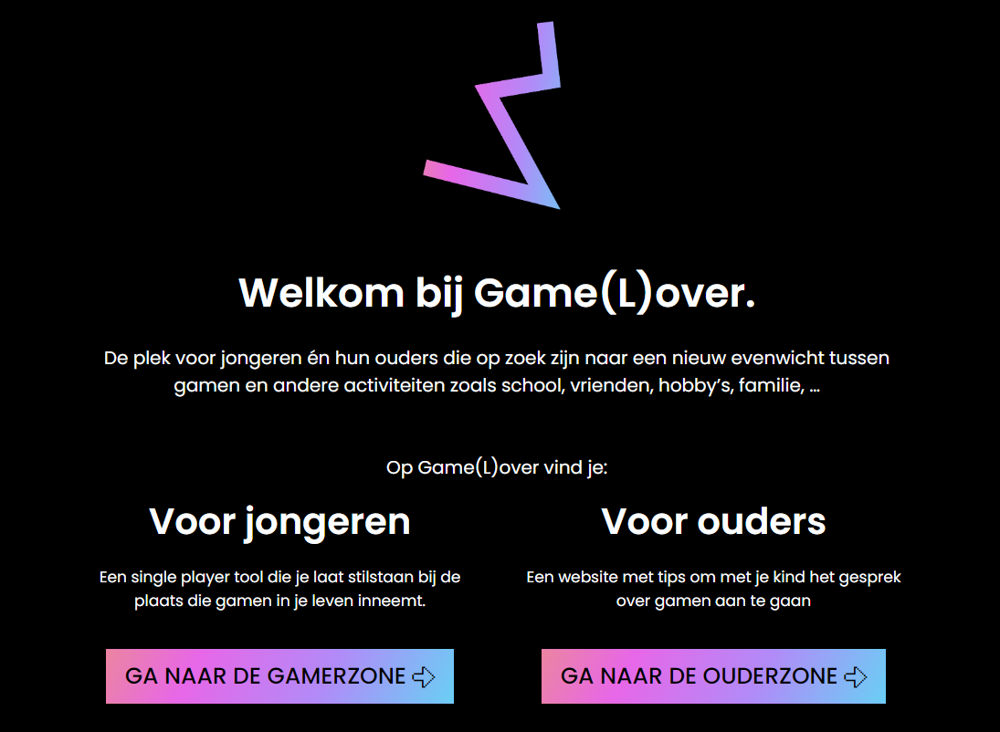 Welkom bij Game(L)over.
De plek voor jongeren én hun ouders die op zoek zijn naar een nieuw evenwicht tussen
gamen en andere activiteiten zoals school, vrienden, hobby’s, familie, ...
Op Game(L)over vind je:
Voor jongeren
Een single player tool die je laat stilstaan bij de
plaats die gamen in je leven inneemt.
GA NAAR DE GAMERZONE
Voor ouders
Een website met tips om met je kind het gesprek
over gamen aan te gaan
GA NAAR DE OUDERZONE